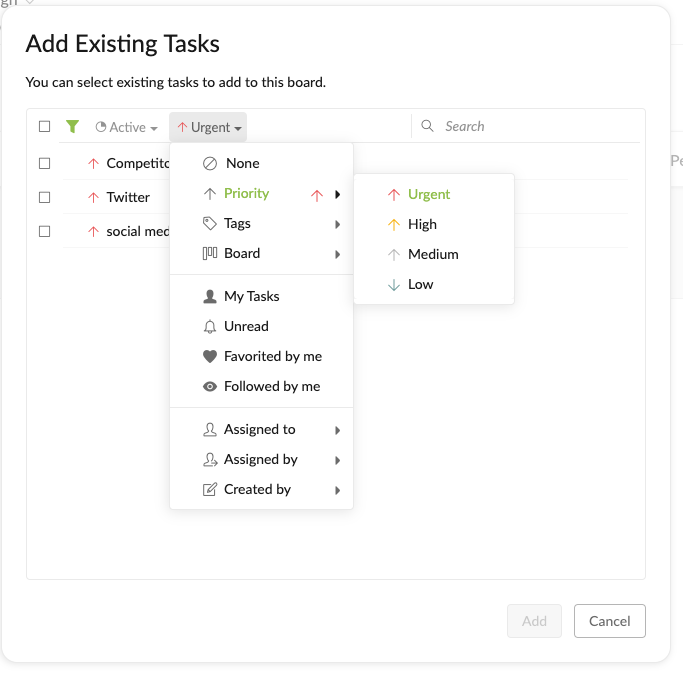 Add Existing Tasks
You can select existing tasks to add to this board.
Active
Urgent
Search
Competito
Twitter
social med
None
Priority
Tags
Board
My Tasks
Unread
Favorited by me
Followed by me
Assigned to
Assigned by
Created by
Urgent
High
Medium
Low
Add
Cancel